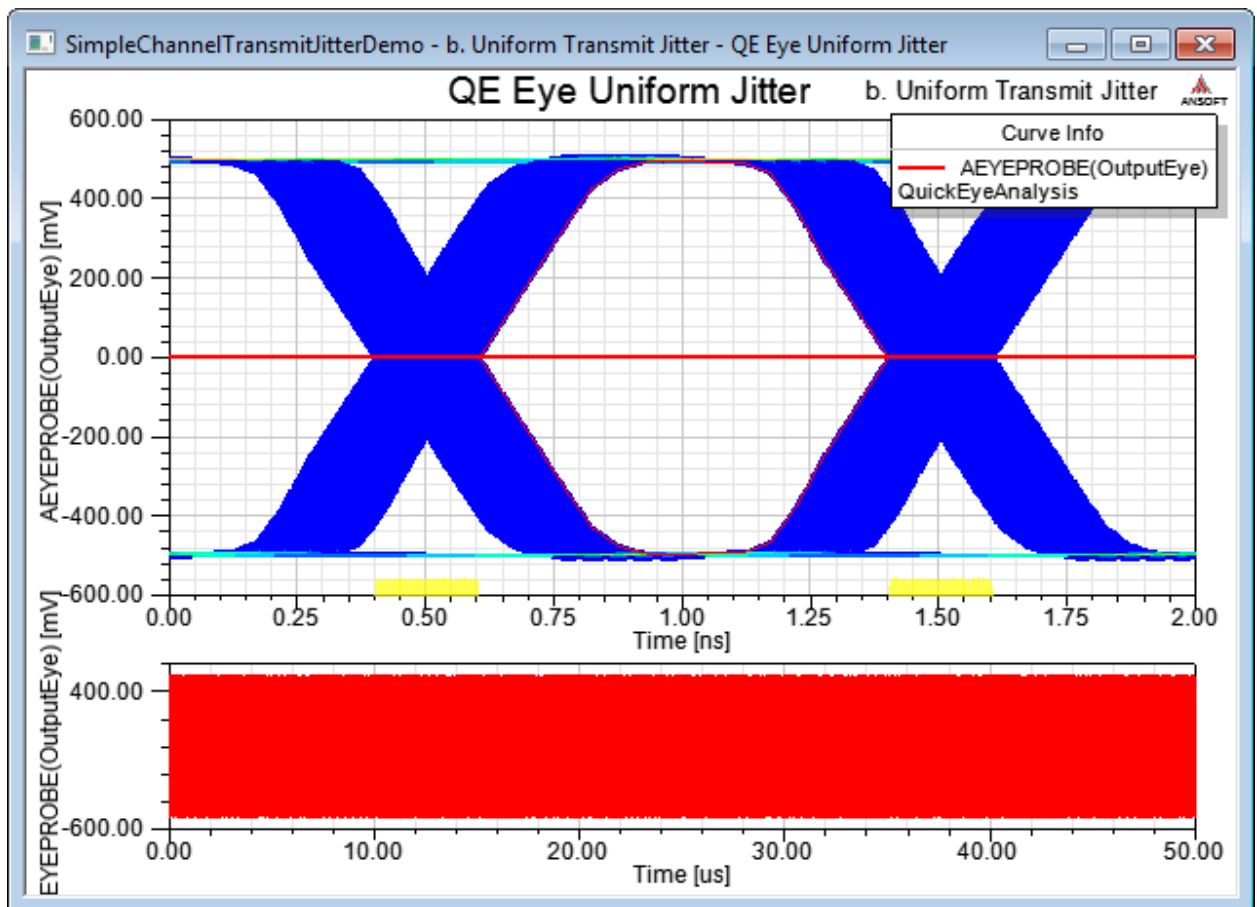 SimpleChannelTransmitJitterDemo - b. Uniform Transmit Jitter - QE Eye Uniform Jitter
QE Eye Uniform Jitter
b. Uniform Transmit Jitter
ANSOFT
Curve Info
AEYEPROBE(OutputEye)
QuickEyeAnalysis
AEYEPROBE(OutputEye) [mV]
600.00
400.00
200.00
0.00
-200.00
-400.00
-600.00
0.00 0.25 0.50 0.75 1.00 1.25 1.50 1.75 2.00
Time [ns]
EYEPROBE(OutputEye) [mV]
400.00
-600.00
0.00 10.00 20.00 30.00 40.00 50.00
Time [us]